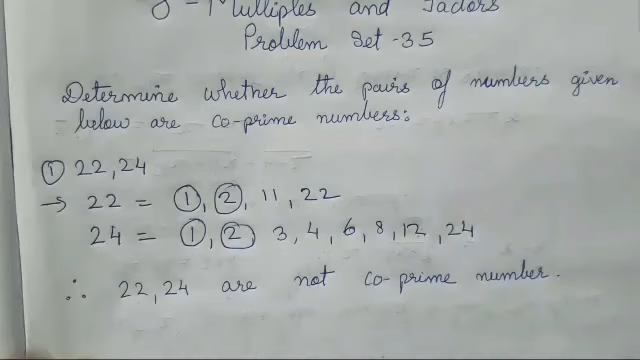 8 - Multiples and Factors
Problem Set - 35
Determine whether the pairs of numbers given
below are co-prime numbers:
① 22, 24
→ 22 = ①, ②, 11, 22
24 = ①, ② 3, 4, 6, 8, 12, 24
∴ 22, 24 are not co-prime number.